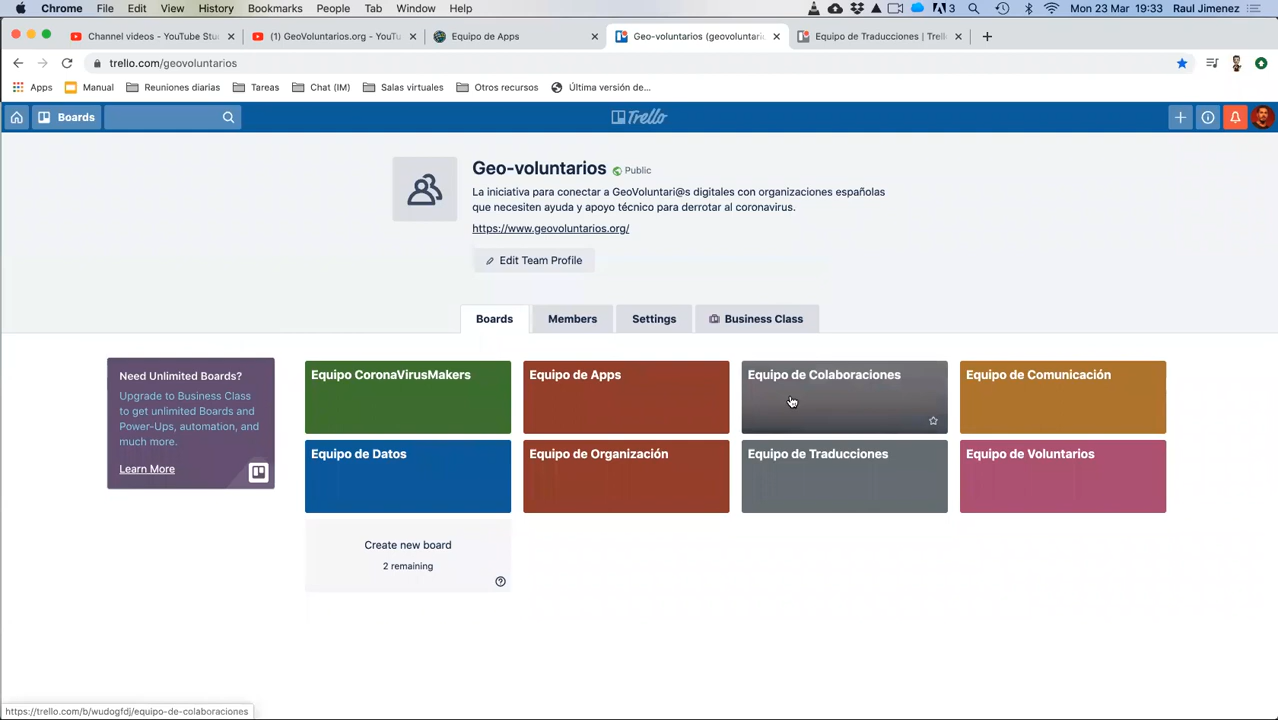 Chrome File Edit View History Bookmarks People Tab Window Help
3 Mon 23 Mar 19:33 Raul Jimenez
Channel videos - YouTube Stu
(1) GeoVoluntarios.org - YouTu
Equipo de Apps
Geo-voluntarios (geovoluntari
Equipo de Traducciones | Trell
trello.com/geovoluntarios
Apps Manual Reuniones diarias Tareas Chat (IM) Salas virtuales Otros recursos Última versión de...
Boards Trello
Geo-voluntarios Public
La iniciativa para conectar a GeoVoluntari@s digitales con organizaciones españolas
que necesiten ayuda y apoyo técnico para derrotar al coronavirus.
https://www.geovoluntarios.org/
Edit Team Profile
Boards Members Settings Business Class
Need Unlimited Boards?
Upgrade to Business Class
to get unlimited Boards and
Power-Ups, automation, and
much more.
Learn More
Equipo CoronaVirusMakers
Equipo de Apps
Equipo de Colaboraciones
Equipo de Comunicación
Equipo de Datos
Equipo de Organización
Equipo de Traducciones
Equipo de Voluntarios
Create new board
2 remaining
https://trello.com/b/wudogfdj/equipo-de-colaboraciones